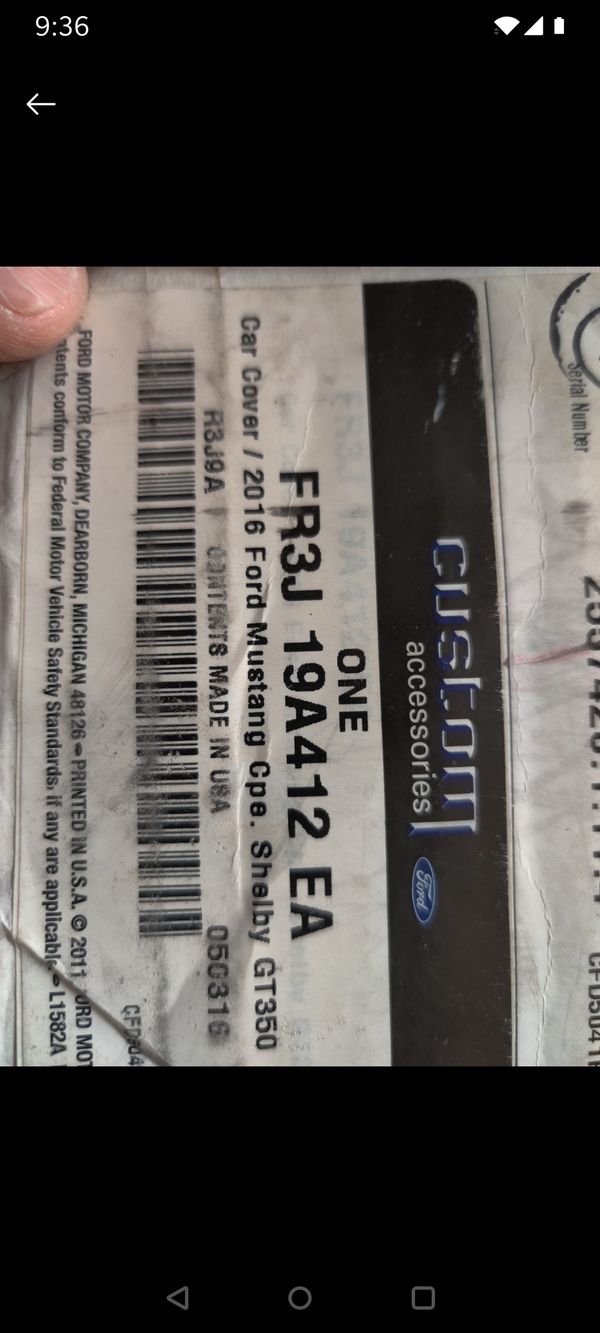 9:36
Serial Number
custom
accessories
Ford
ONE
FR3J 19A412 EA
Car Cover / 2016 Ford Mustang Cpe. Shelby GT350
R3J9A CONTENTS MADE IN USA 050316
FORD MOTOR COMPANY, DEARBORN, MICHIGAN 48126 – PRINTED IN U.S.A. © 2011
conform to Federal Motor Vehicle Safety Standards, if any are applicable – L1582A